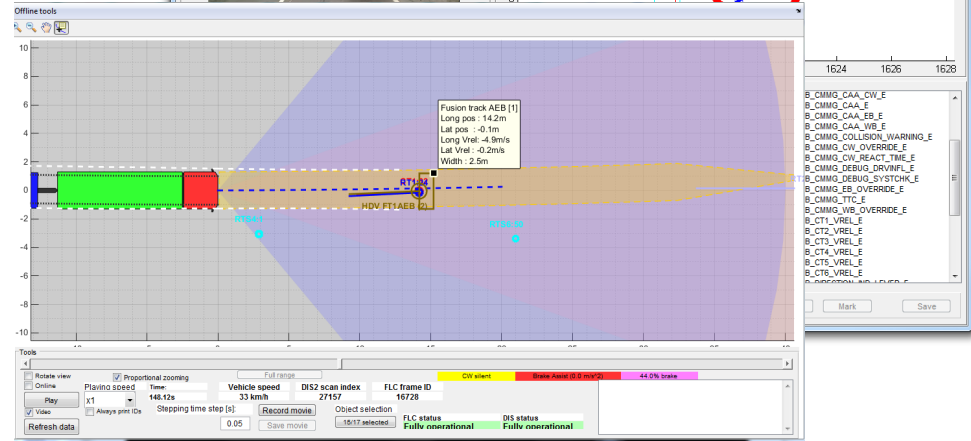 Offline tools
10
8
6
4
2
0
-2
-4
-6
-8
-10
Fusion track AEB [1]
Long pos : 14.2m
Lat pos : -0.1m
Long Vrel: -4.9m/s
Lat Vrel : -0.2m/s
Width : 2.5m
HDV FT1AEB (2)
1624 1626 1628
B_CMMG_CAA_CW_E
B_CMMG_CAA_E
B_CMMG_CAA_EB_E
B_CMMG_CAA_WB_E
B_CMMG_COLLISION_WARNING_E
B_CMMG_CW_OVERRIDE_E
B_CMMG_CW_REACT_TIME_E
B_CMMG_DEBUG_DRVINFL_E
B_CMMG_DEBUG_SYSTCHK_E
B_CMMG_EB_OVERRIDE_E
B_CMMG_TTC_E
B_CMMG_WB_OVERRIDE_E
B_CT1_VREL_E
B_CT2_VREL_E
B_CT3_VREL_E
B_CT4_VREL_E
B_CT5_VREL_E
B_CT6_VREL_E
B_DIRECTION_IND_LEVER_E
Mark Save
Tools
Rotate view
Proportional zooming
Full range
CW silent
Brake Assist (0.0 m/s^2)
44.0% brake
Online
Playing speed
Time:
Vehicle speed
DIS2 scan index
FLC frame ID
Play
x1
148.12s
33 km/h
27157
16728
Video
Always print IDs
Stepping time step [s]:
Record movie
Object selection
Refresh data
0.05
Save movie
16/17 selected
FLC status
DIS status
Fully operational
Fully operational